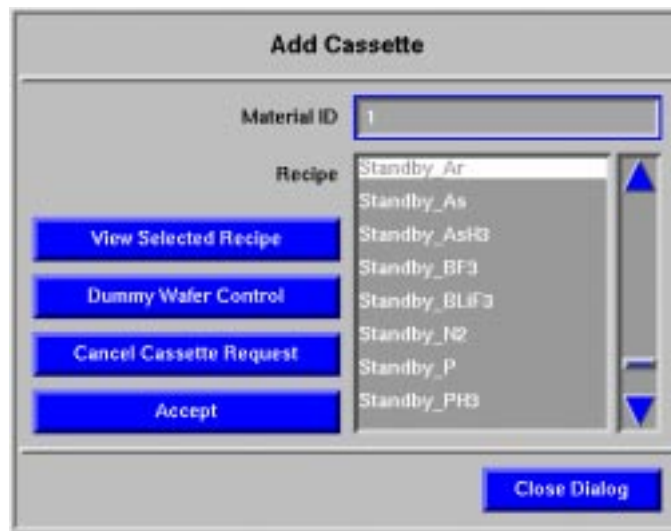 Add Cassette
Material ID
1
Recipe
Standby_Ar
Standby_As
Standby_AsH3
Standby_BF3
Standby_BLiF3
Standby_N2
Standby_P
Standby_PH3
View Selected Recipe
Dummy Wafer Control
Cancel Cassette Request
Accept
Close Dialog